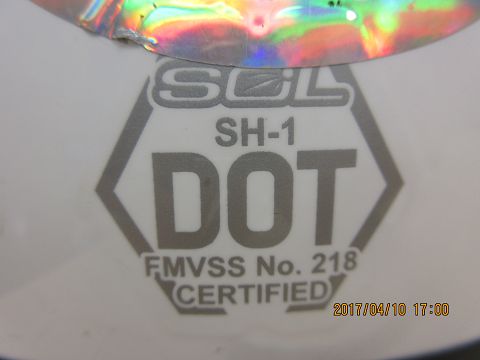 SOL
SH-1
DOT
FMVSS No. 218
CERTIFIED
2017/04/10 17:00